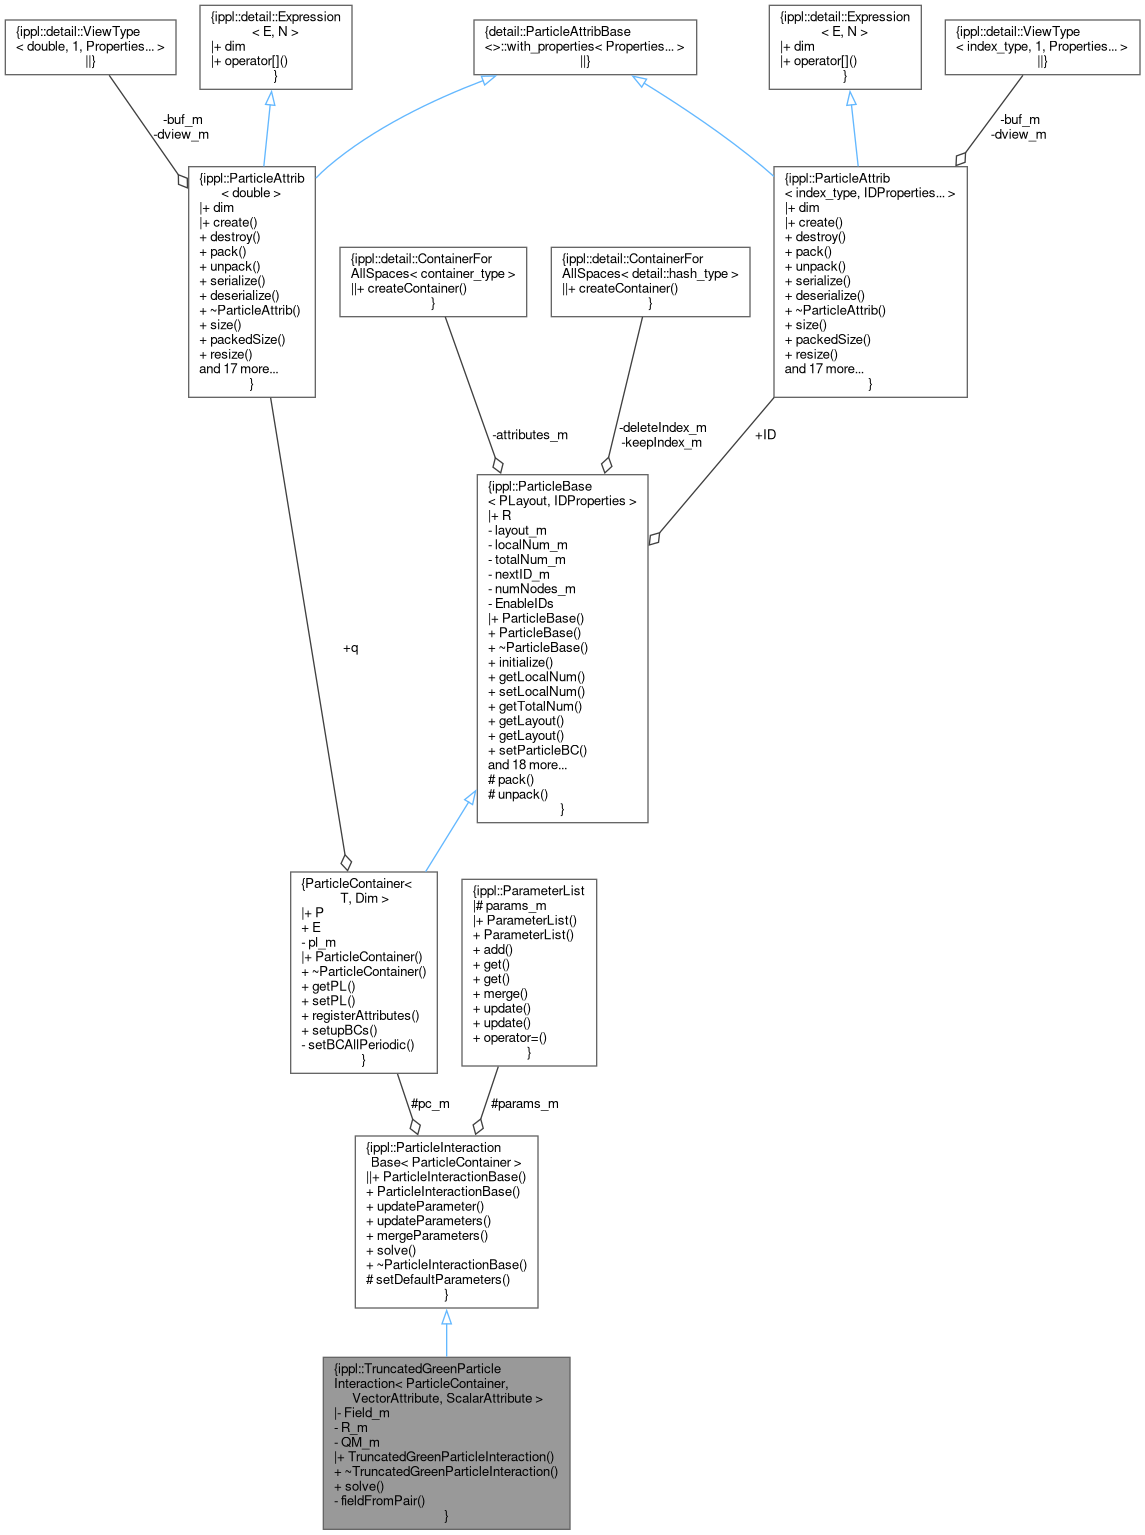 {ippl::detail::ViewType
< double, 1, Properties... >
||}
{ippl::detail::Expression
< E, N >
|+ dim
|+ operator[]()
}
{detail::ParticleAttribBase
<>::with_properties< Properties... >
||}
{ippl::detail::Expression
< E, N >
|+ dim
|+ operator[]()
}
{ippl::detail::ViewType
< index_type, 1, Properties... >
||}
-buf_m
-dview_m
-buf_m
-dview_m
{ippl::ParticleAttrib
< double >
|+ dim
|+ create()
+ destroy()
+ pack()
+ unpack()
+ serialize()
+ deserialize()
+ ~ParticleAttrib()
+ size()
+ packedSize()
+ resize()
and 17 more...
}
{ippl::ParticleAttrib
< index_type, IDProperties... >
|+ dim
|+ create()
+ destroy()
+ pack()
+ unpack()
+ serialize()
+ deserialize()
+ ~ParticleAttrib()
+ size()
+ packedSize()
+ resize()
and 17 more...
}
{ippl::detail::ContainerFor
AllSpaces< container_type >
||+ createContainer()
}
{ippl::detail::ContainerFor
AllSpaces< detail::hash_type >
||+ createContainer()
}
-attributes_m
-deleteIndex_m
-keepIndex_m
+ID
{ippl::ParticleBase
< PLayout, IDProperties >
|+ R
- layout_m
- localNum_m
- totalNum_m
- nextID_m
- numNodes_m
- EnableIDs
|+ ParticleBase()
+ ParticleBase()
+ ~ParticleBase()
+ initialize()
+ getLocalNum()
+ setLocalNum()
+ getTotalNum()
+ getLayout()
+ getLayout()
+ setParticleBC()
and 18 more...
# pack()
# unpack()
}
+q
{ParticleContainer<
T, Dim >
|+ P
+ E
- pl_m
|+ ParticleContainer()
+ ~ParticleContainer()
+ getPL()
+ setPL()
+ registerAttributes()
+ setupBCs()
- setBCAllPeriodic()
}
{ippl::ParameterList
|# params_m
|+ ParameterList()
+ ParameterList()
+ add()
+ get()
+ get()
+ merge()
+ update()
+ update()
+ operator=()
}
#pc_m
#params_m
{ippl::ParticleInteraction
Base< ParticleContainer >
||+ ParticleInteractionBase()
+ ParticleInteractionBase()
+ updateParameter()
+ updateParameters()
+ mergeParameters()
+ solve()
+ ~ParticleInteractionBase()
# setDefaultParameters()
}
{ippl::TruncatedGreenParticle
Interaction< ParticleContainer,
VectorAttribute, ScalarAttribute >
|- Field_m
- R_m
- QM_m
|+ TruncatedGreenParticleInteraction()
+ ~TruncatedGreenParticleInteraction()
+ solve()
- fieldFromPair()
}